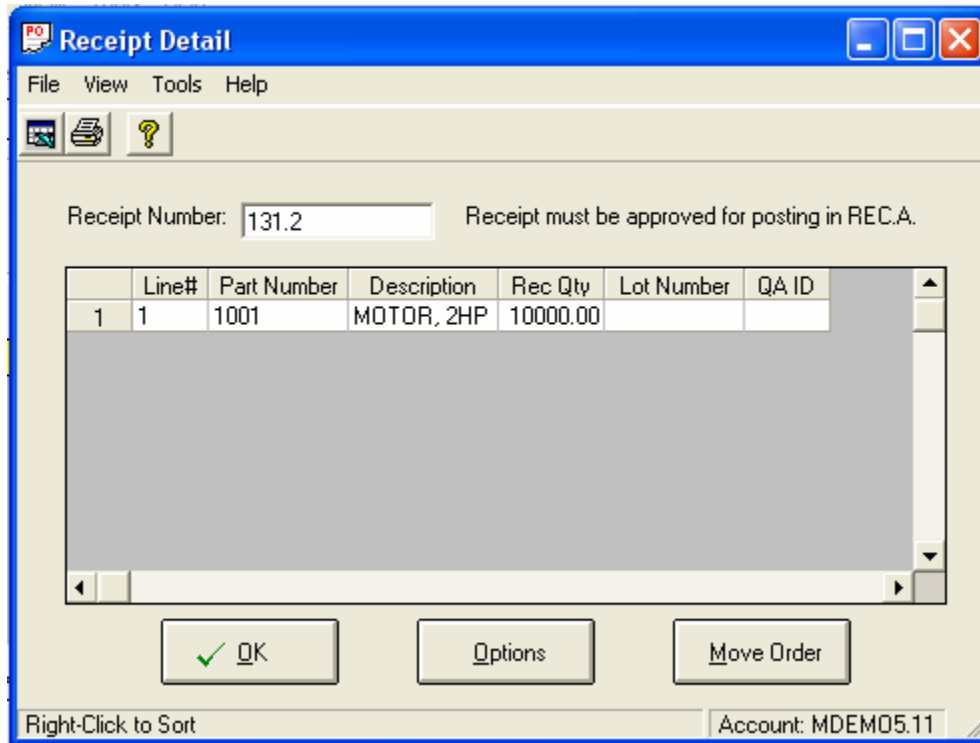 PO Receipt Detail
File View Tools Help
Receipt Number: 131.2 Receipt must be approved for posting in REC.A.
Line# Part Number Description Rec Qty Lot Number QA ID
1 1 1001 MOTOR, 2HP 10000.00
OK Options Move Order
Right-Click to Sort Account: MDEMO5.11